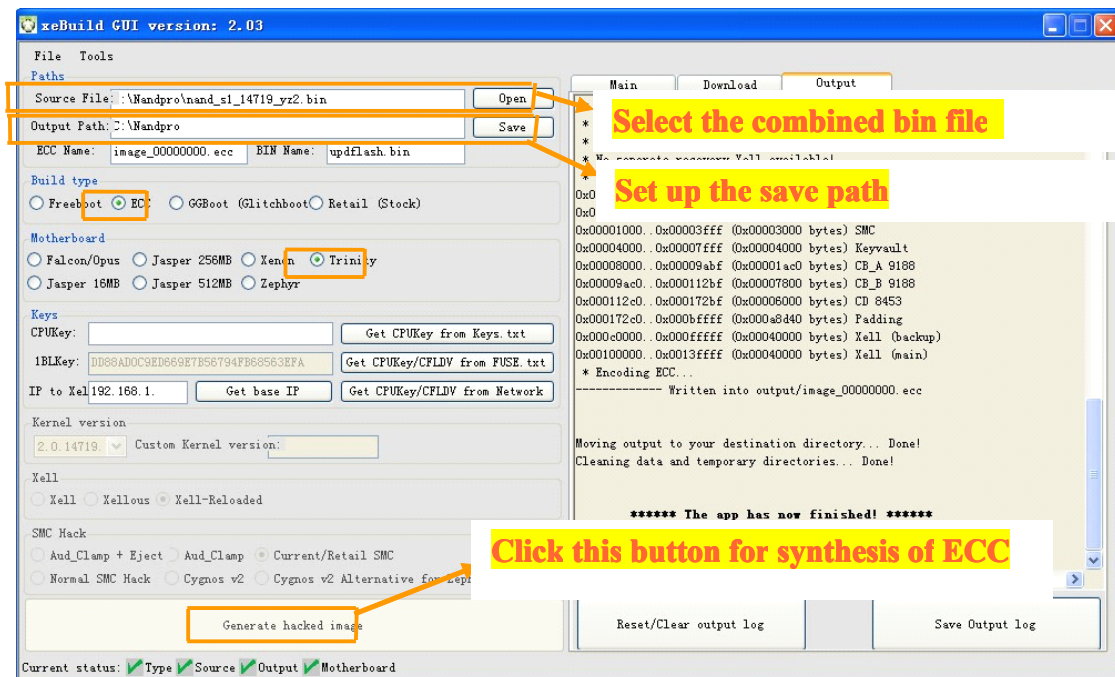 xeBuild GUI version: 2.03
File Tools
Paths
Source File: :\Nandpro\nand_s1_14719_yz2.bin Open
Output Path: C:\Nandpro Save
ECC Name: image_00000000.ecc BIN Name: updflash.bin
Build type
Freeboot ECC GGBoot (Glitchboot Retail (Stock)
Motherboard
Falcon/Opus Jasper 256MB Xenon Trinity
Jasper 16MB Jasper 512MB Zephyr
Keys
CPUKey: Get CPUKey from Keys.txt
1BLKey: DD88AD0C9ED669E7B56794FB68563EFA Get CPUKey/CFLDV from FUSE.txt
IP to Xel 192.168.1. Get base IP Get CPUKey/CFLDV from Network
Kernel version
2.0.14719. Custom Kernel version:
Xell
Xell Xellous Xell-Reloaded
SMC Hack
Aud_Clamp + Eject Aud_Clamp Current/Retail SMC
Normal SMC Hack Cygnos v2 Cygnos v2 Alternative for Zeph
Generate hacked image
Current status: Type Source Output Motherboard
Main Download Output
*
Select the combined bin file
*
* No separate recovery Xell available!
*
Set up the save path
0x0
0x0
0x00001000..0x00003fff (0x00003000 bytes) SMC
0x00004000..0x00007fff (0x00004000 bytes) Keyvault
0x00008000..0x00009abf (0x00001ac0 bytes) CB_A 9188
0x00009ac0..0x000112bf (0x00007800 bytes) CB_B 9188
0x000112c0..0x000172bf (0x00006000 bytes) CD 8453
0x000172c0..0x000bffff (0x000a8d40 bytes) Padding
0x000c0000..0x000fffff (0x00040000 bytes) Xell (backup)
0x00100000..0x0013ffff (0x00040000 bytes) Xell (main)
* Encoding ECC...
------------- Written into output/image_00000000.ecc
Moving output to your destination directory... Done!
Cleaning data and temporary directories... Done!
****** The app has now finished! ******
Click this button for synthesis of ECC
Reset/Clear output log Save Output log